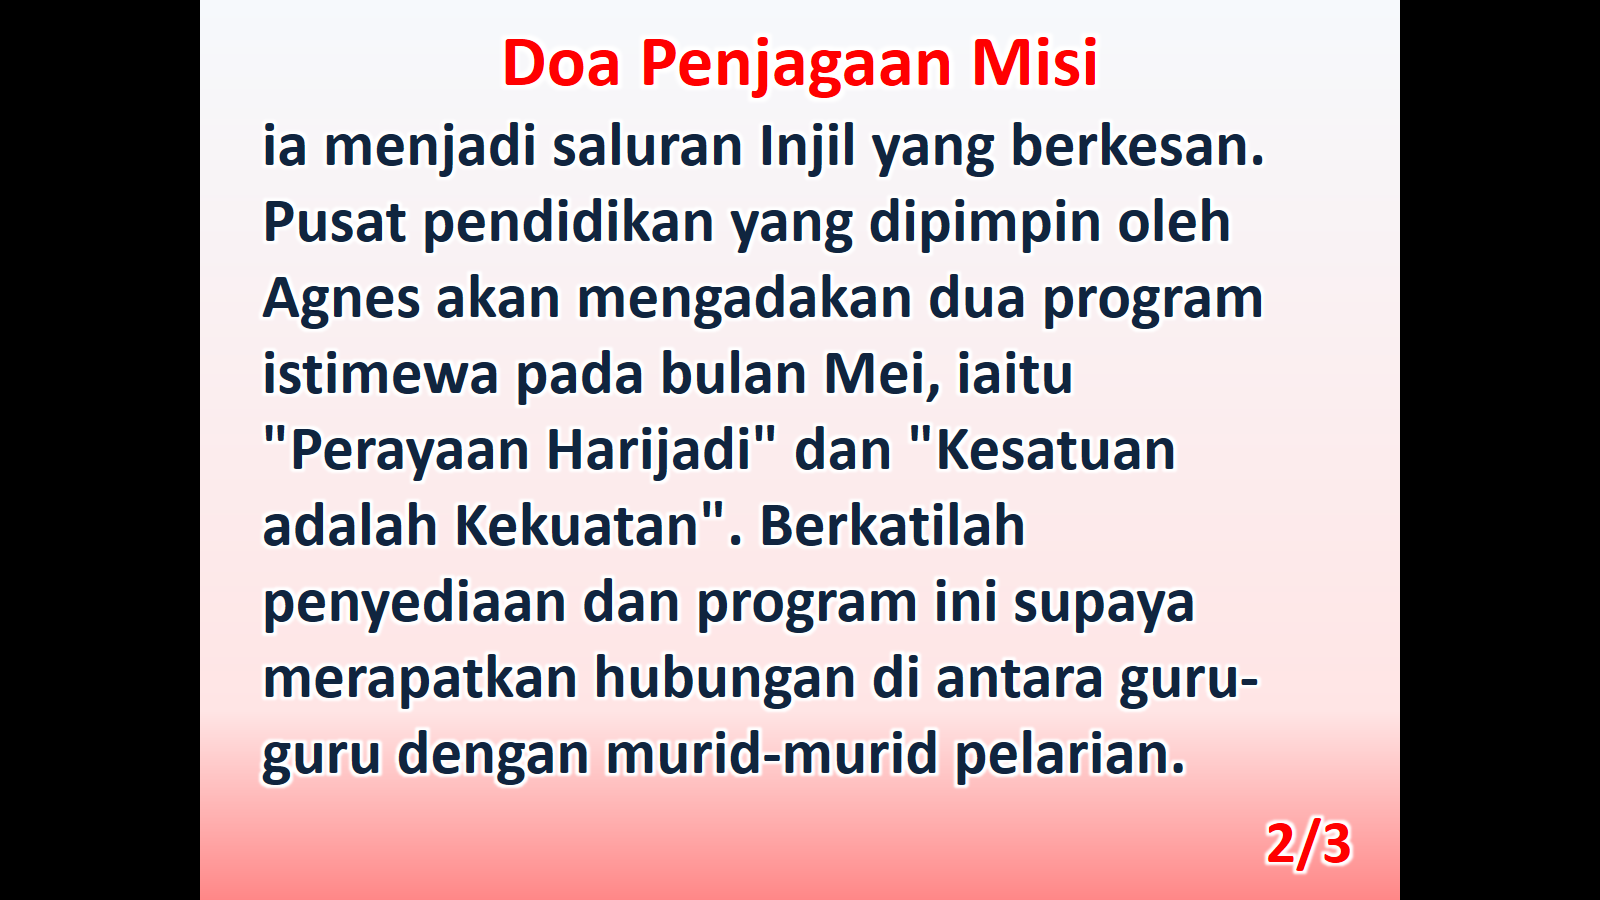 Doa Penjagaan Misi
ia menjadi saluran Injil yang berkesan.
Pusat pendidikan yang dipimpin oleh
Agnes akan mengadakan dua program
istimewa pada bulan Mei, iaitu
"Perayaan Harijadi" dan "Kesatuan
adalah Kekuatan". Berkatilah
penyediaan dan program ini supaya
merapatkan hubungan di antara guru-
guru dengan murid-murid pelarian.
2/3